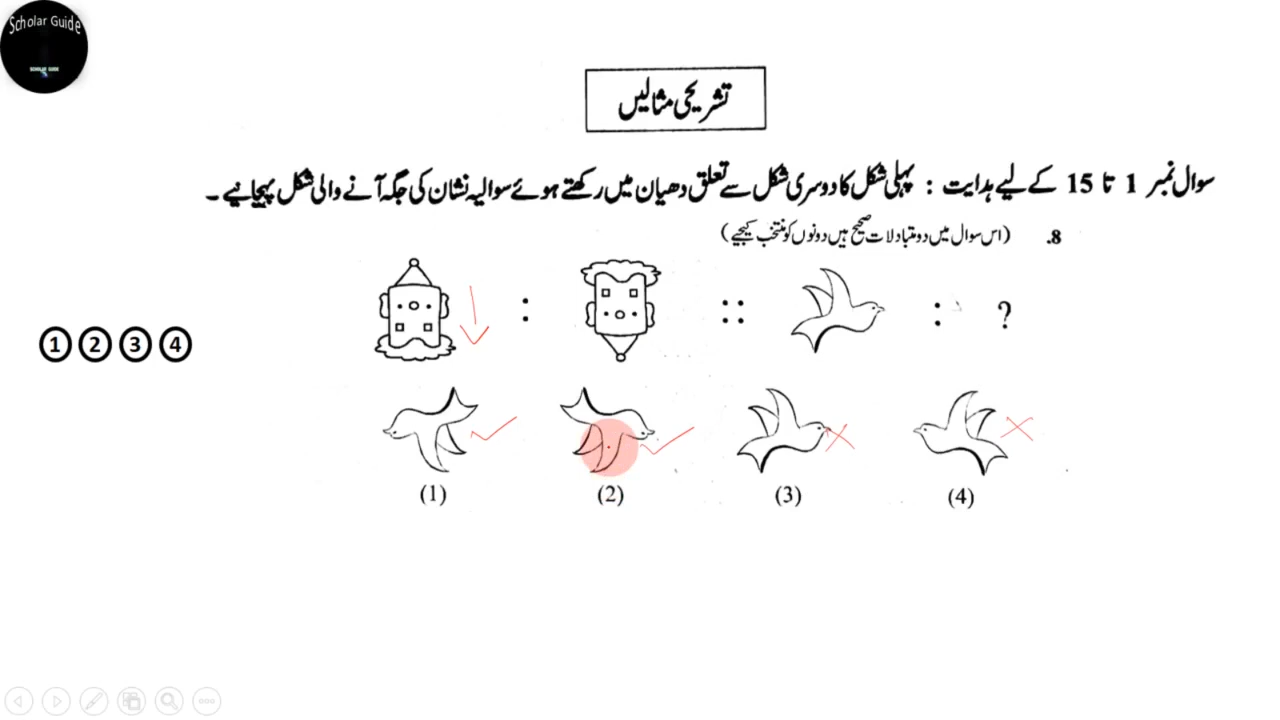 Scholar Guide
SCHOLAR GUIDE
تشریحی مثالیں
سوال نمبر 1 تا 15 کے لیے ہدایت : پہلی شکل کا دوسری شکل سے تعلق دھیان میں رکھتے ہوئے سوالیہ نشان کی جگہ آنے والی شکل پہچانیے ۔
8. (اس سوال میں دو متبادلات صحیح ہیں دونوں کو منتخب کیجیے)
: :: : ?
1 2 3 4
(1) (2) (3) (4)